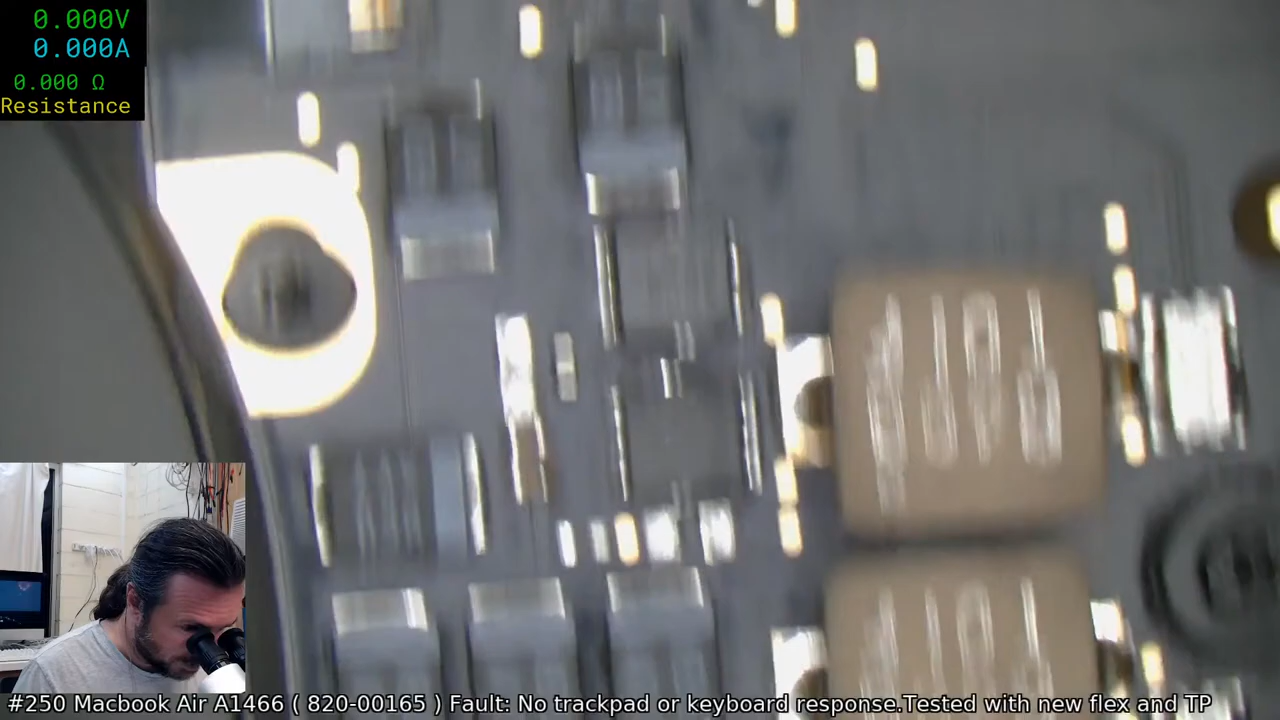 0.000V
0.000A
0.000 Ω
Resistance
#250 Macbook Air A1466 ( 820-00165 ) Fault: No trackpad or keyboard response.Tested with new flex and TP